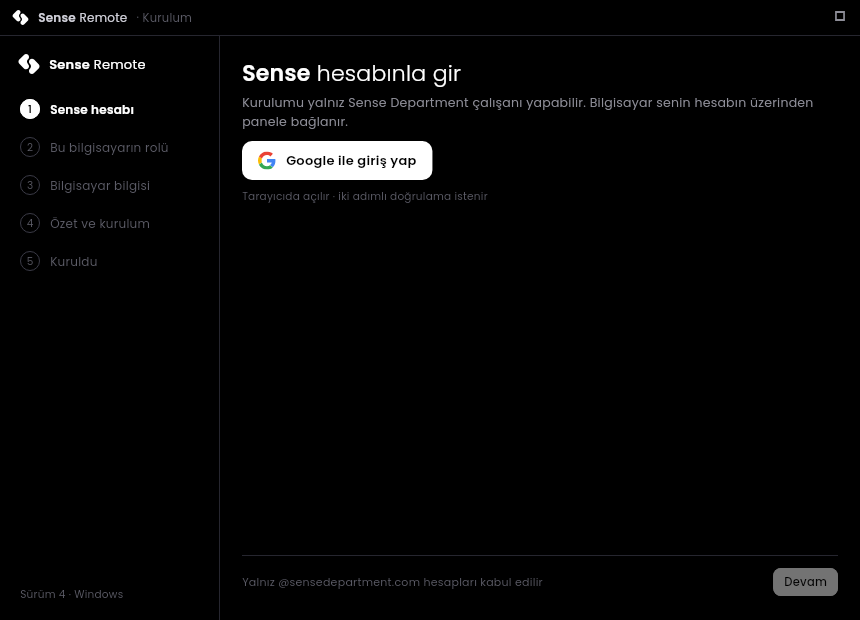 Sense Remote · Kurulum
Sense Remote
1 Sense hesabı
2 Bu bilgisayarın rolü
3 Bilgisayar bilgisi
4 Özet ve kurulum
5 Kuruldu
Sürüm 4 · Windows
Sense hesabınla gir
Kurulumu yalnız Sense Department çalışanı yapabilir. Bilgisayar senin hesabın üzerinden
panele bağlanır.
Google ile giriş yap
Tarayıcıda açılır · iki adımlı doğrulama istenir
Yalnız @sensedepartment.com hesapları kabul edilir
Devam